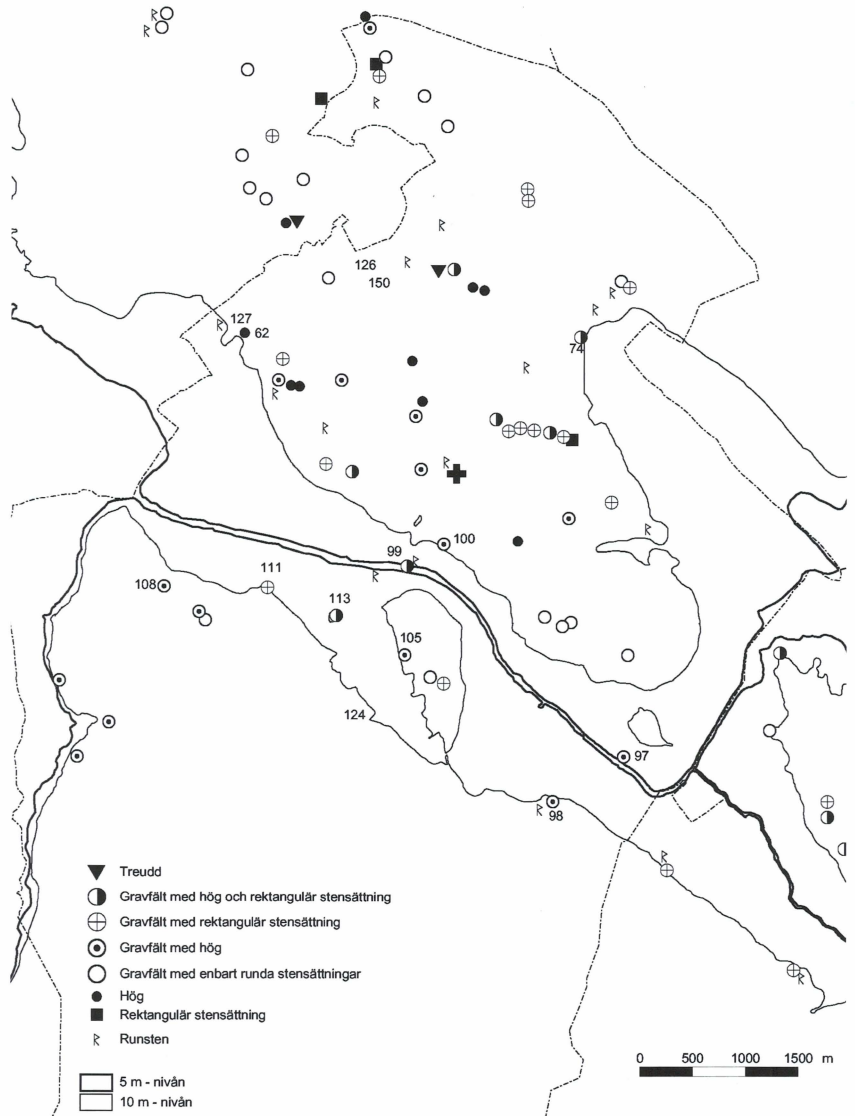 126
150
127
62
74
100
99
111
108
113
105
124
97
98
Treudd
Gravfält med hög och rektangulär stensättning
Gravfält med rektangulär stensättning
Gravfält med hög
Gravfält med enbart runda stensättningar
Hög
Rektangulär stensättning
Runsten
5 m - nivån
10 m - nivån
0 500 1000 1500 m